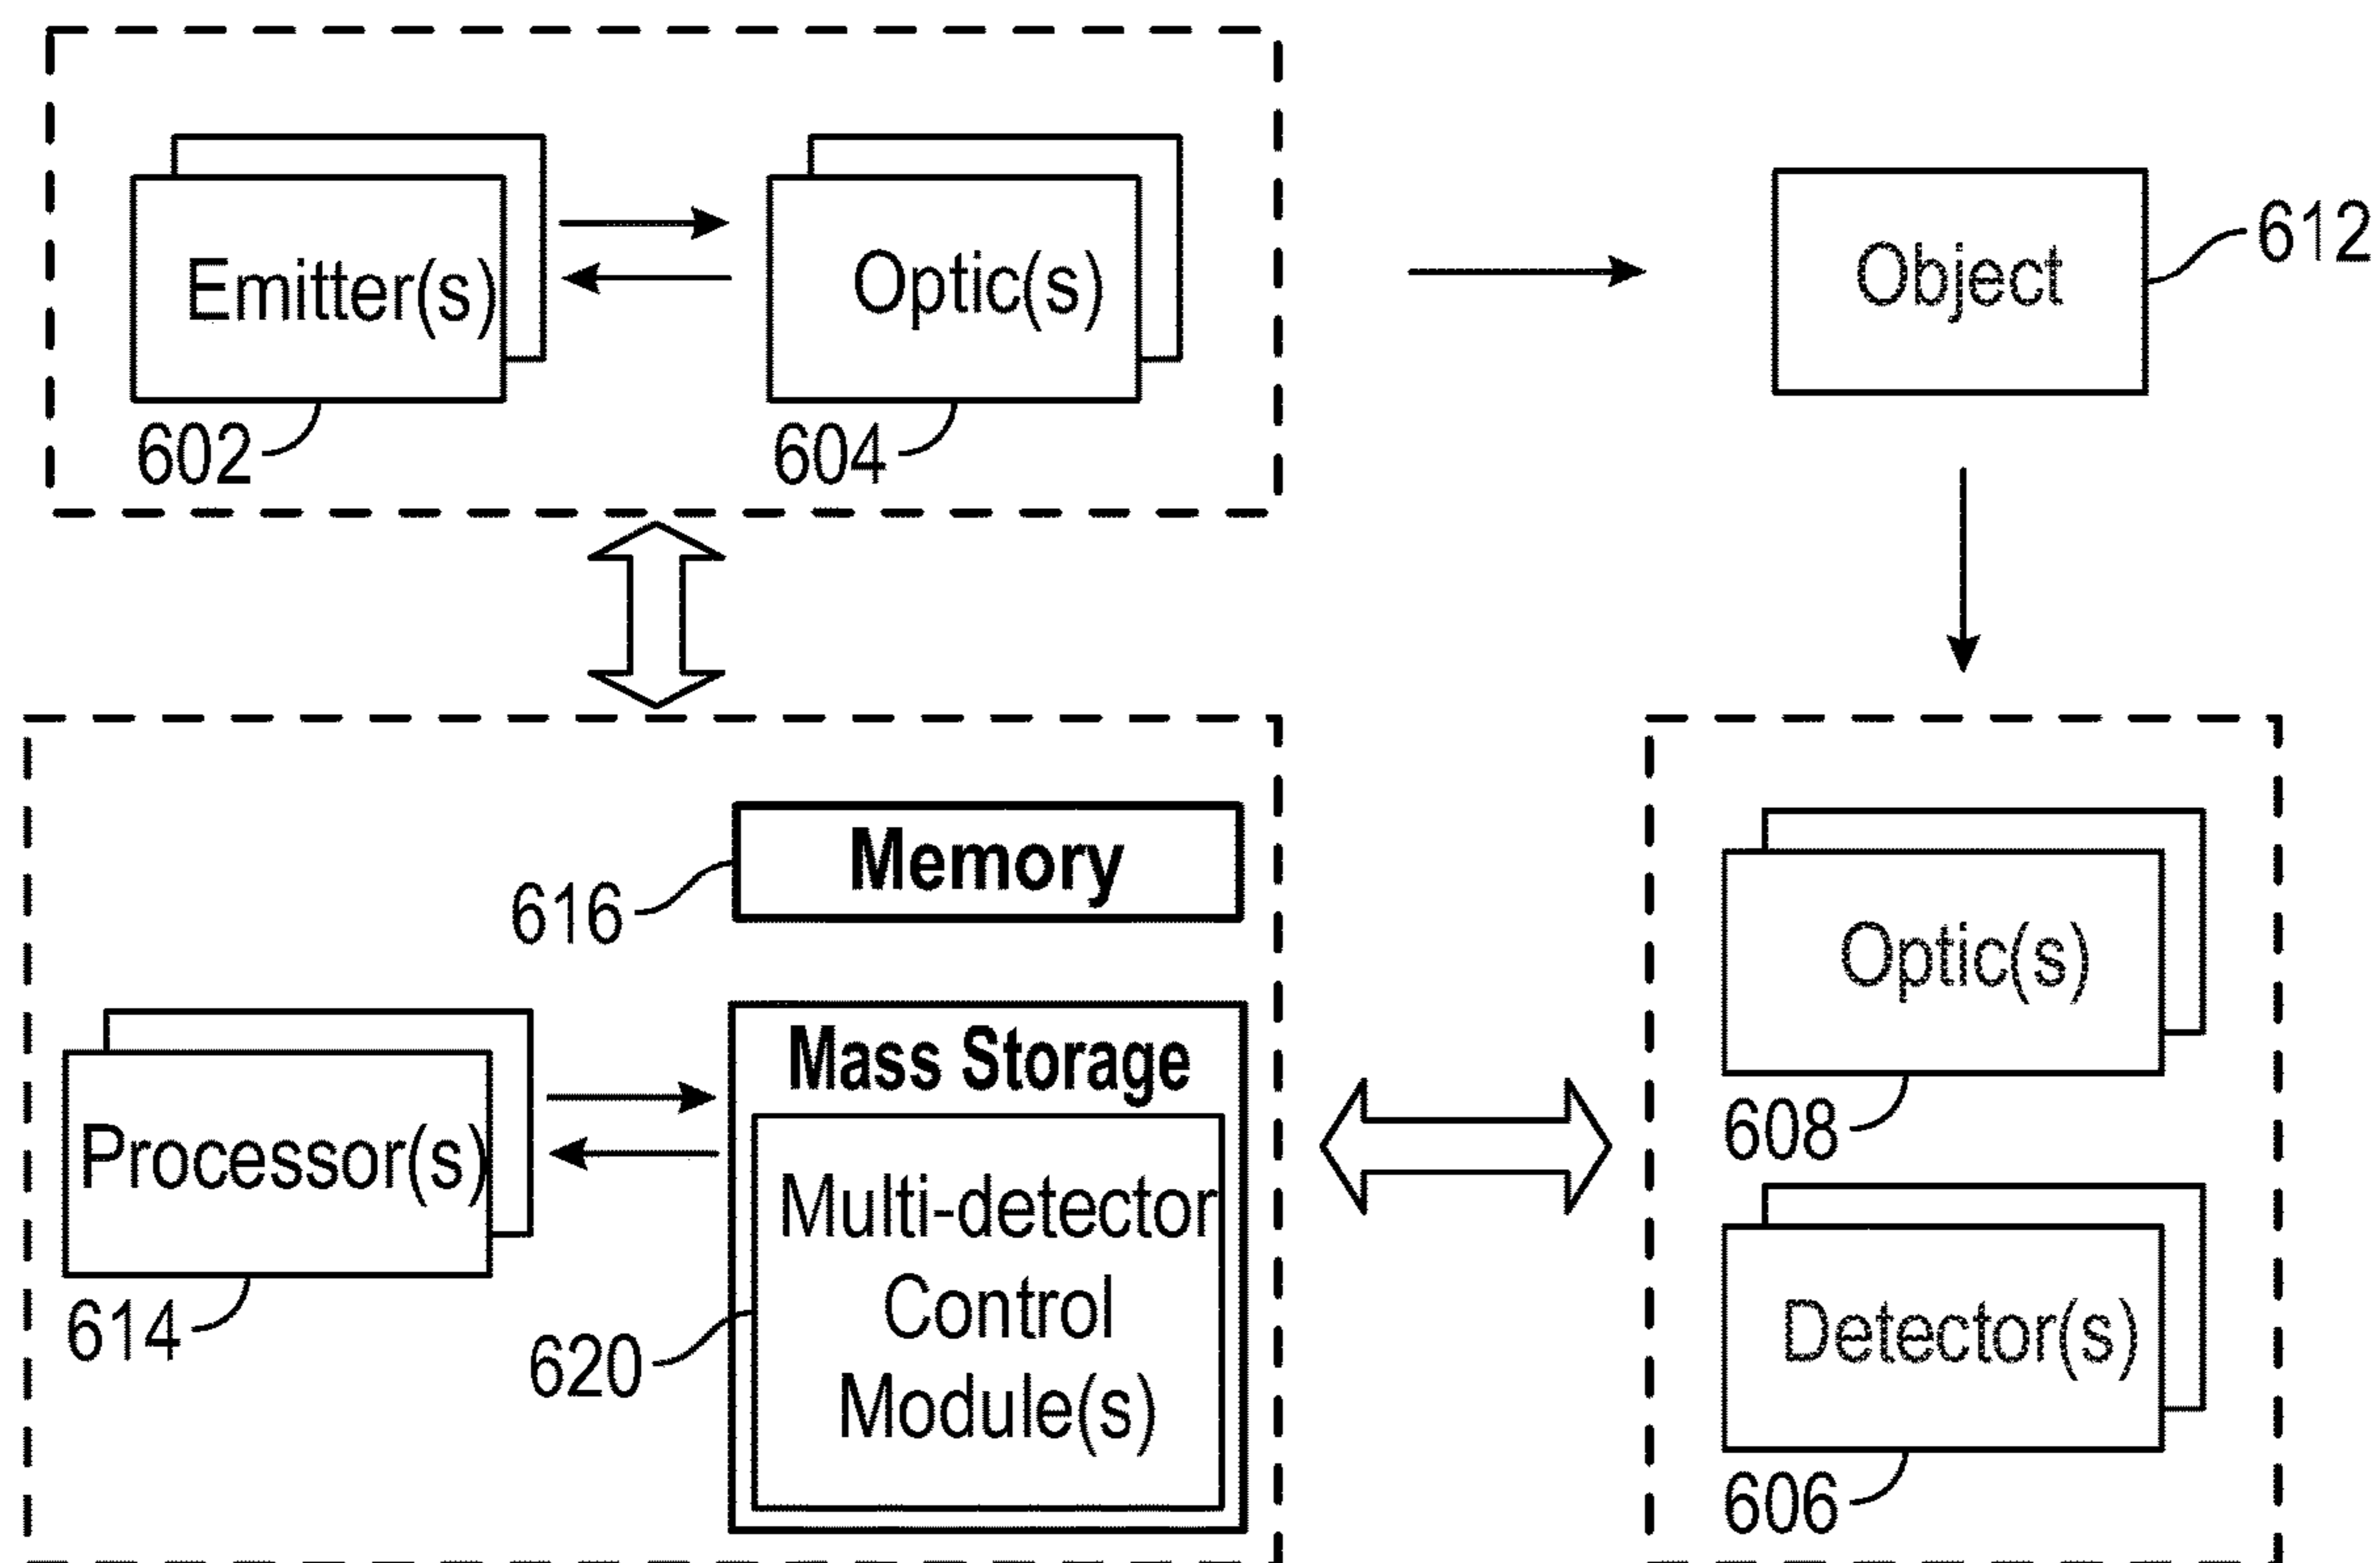 Emitter(s)
Optic(s)
Object
612
602
604
Memory
616
Mass Storage
Processor(s)
Multi-detector
Control
Module(s)
614
620
Optic(s)
608
Detector(s)
606